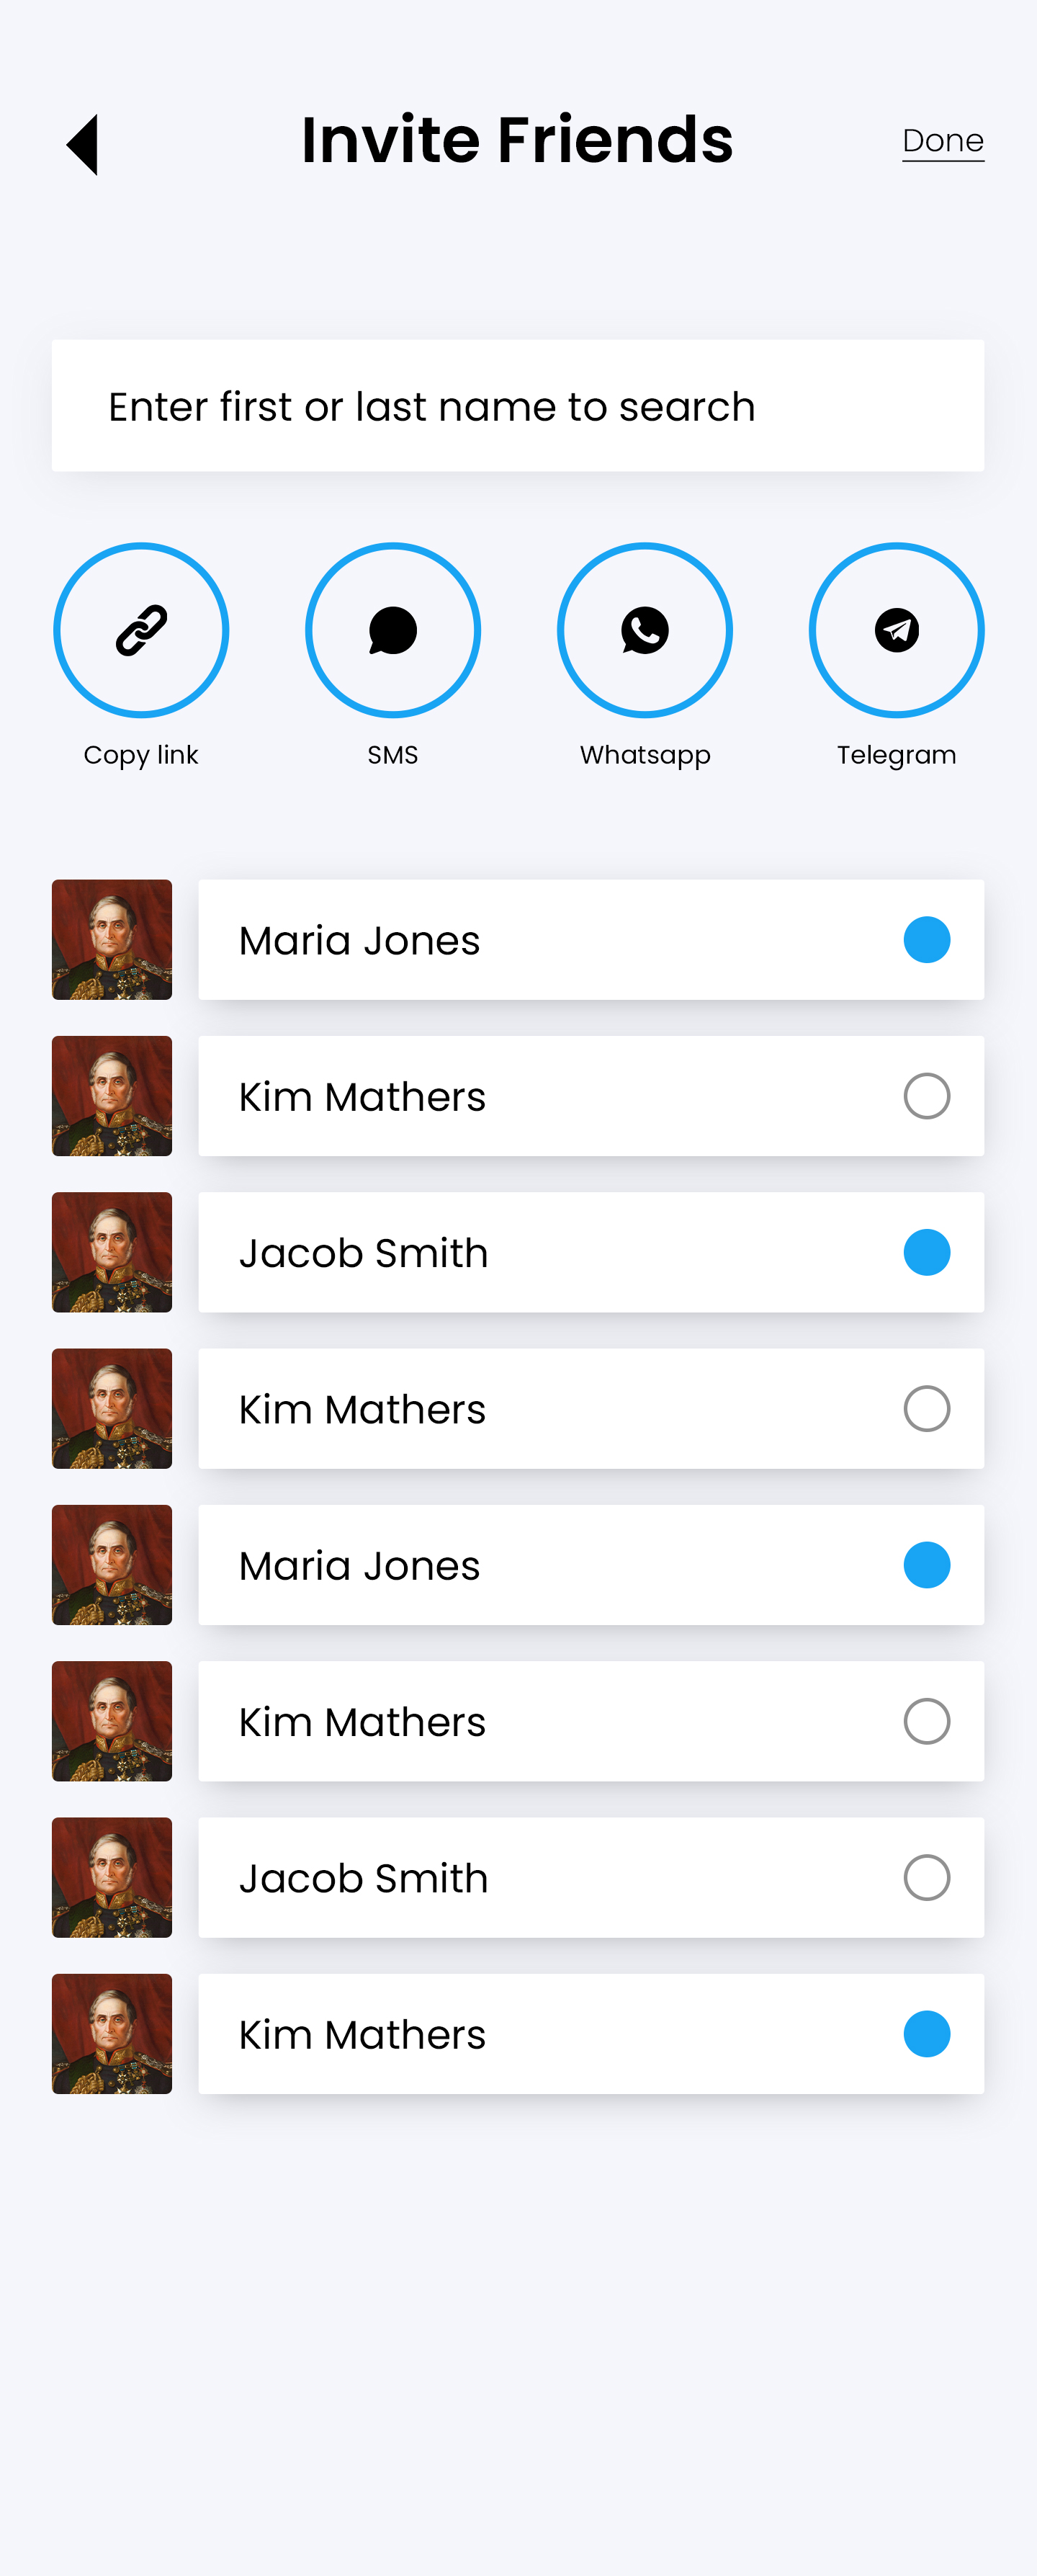 Invite Friends
Done
Enter first or last name to search
Copy link
SMS
Whatsapp
Telegram
Maria Jones
Kim Mathers
Jacob Smith
Kim Mathers
Maria Jones
Kim Mathers
Jacob Smith
Kim Mathers